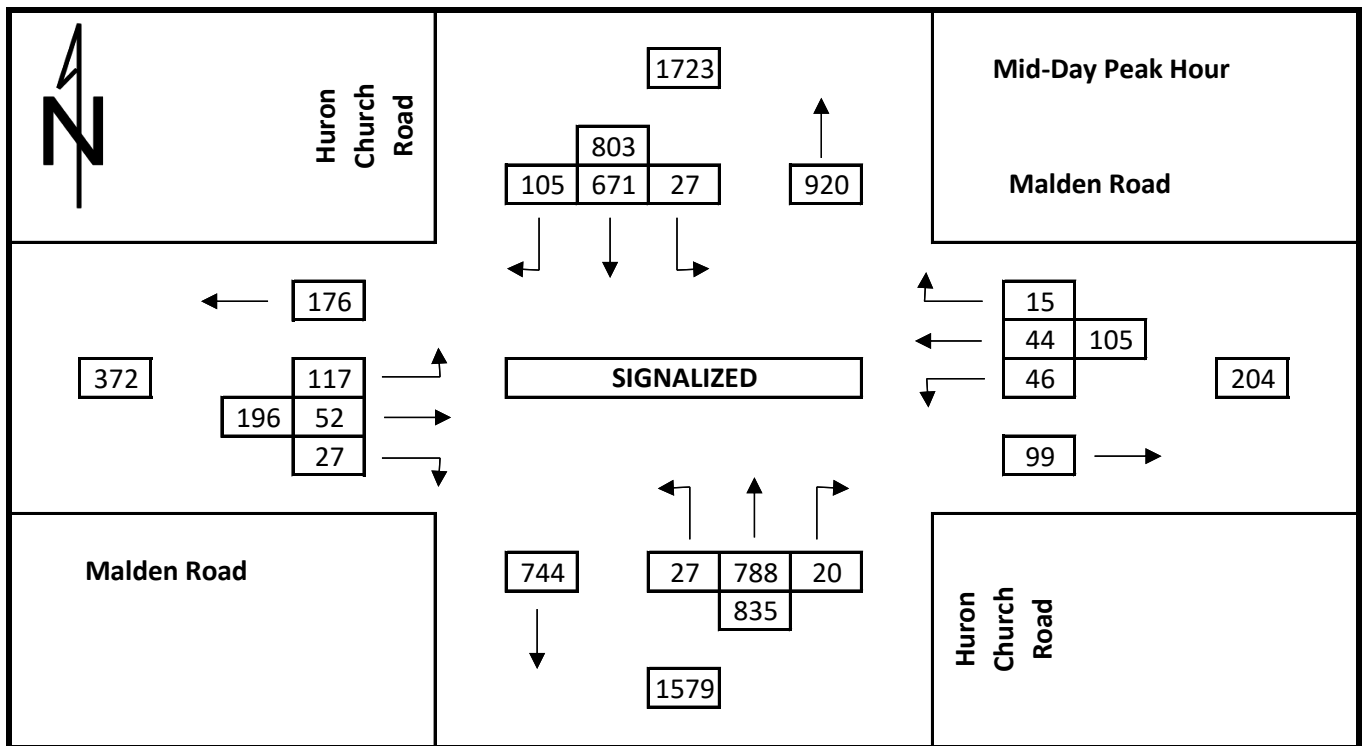 1723
Mid-Day Peak Hour
N
Huron
Church
Road
803
105 671 27
920
Malden Road
176
15
44 105
46
372
117
196 52
27
SIGNALIZED
204
99
Malden Road
744
27 788 20
835
Huron
Church
Road
1579